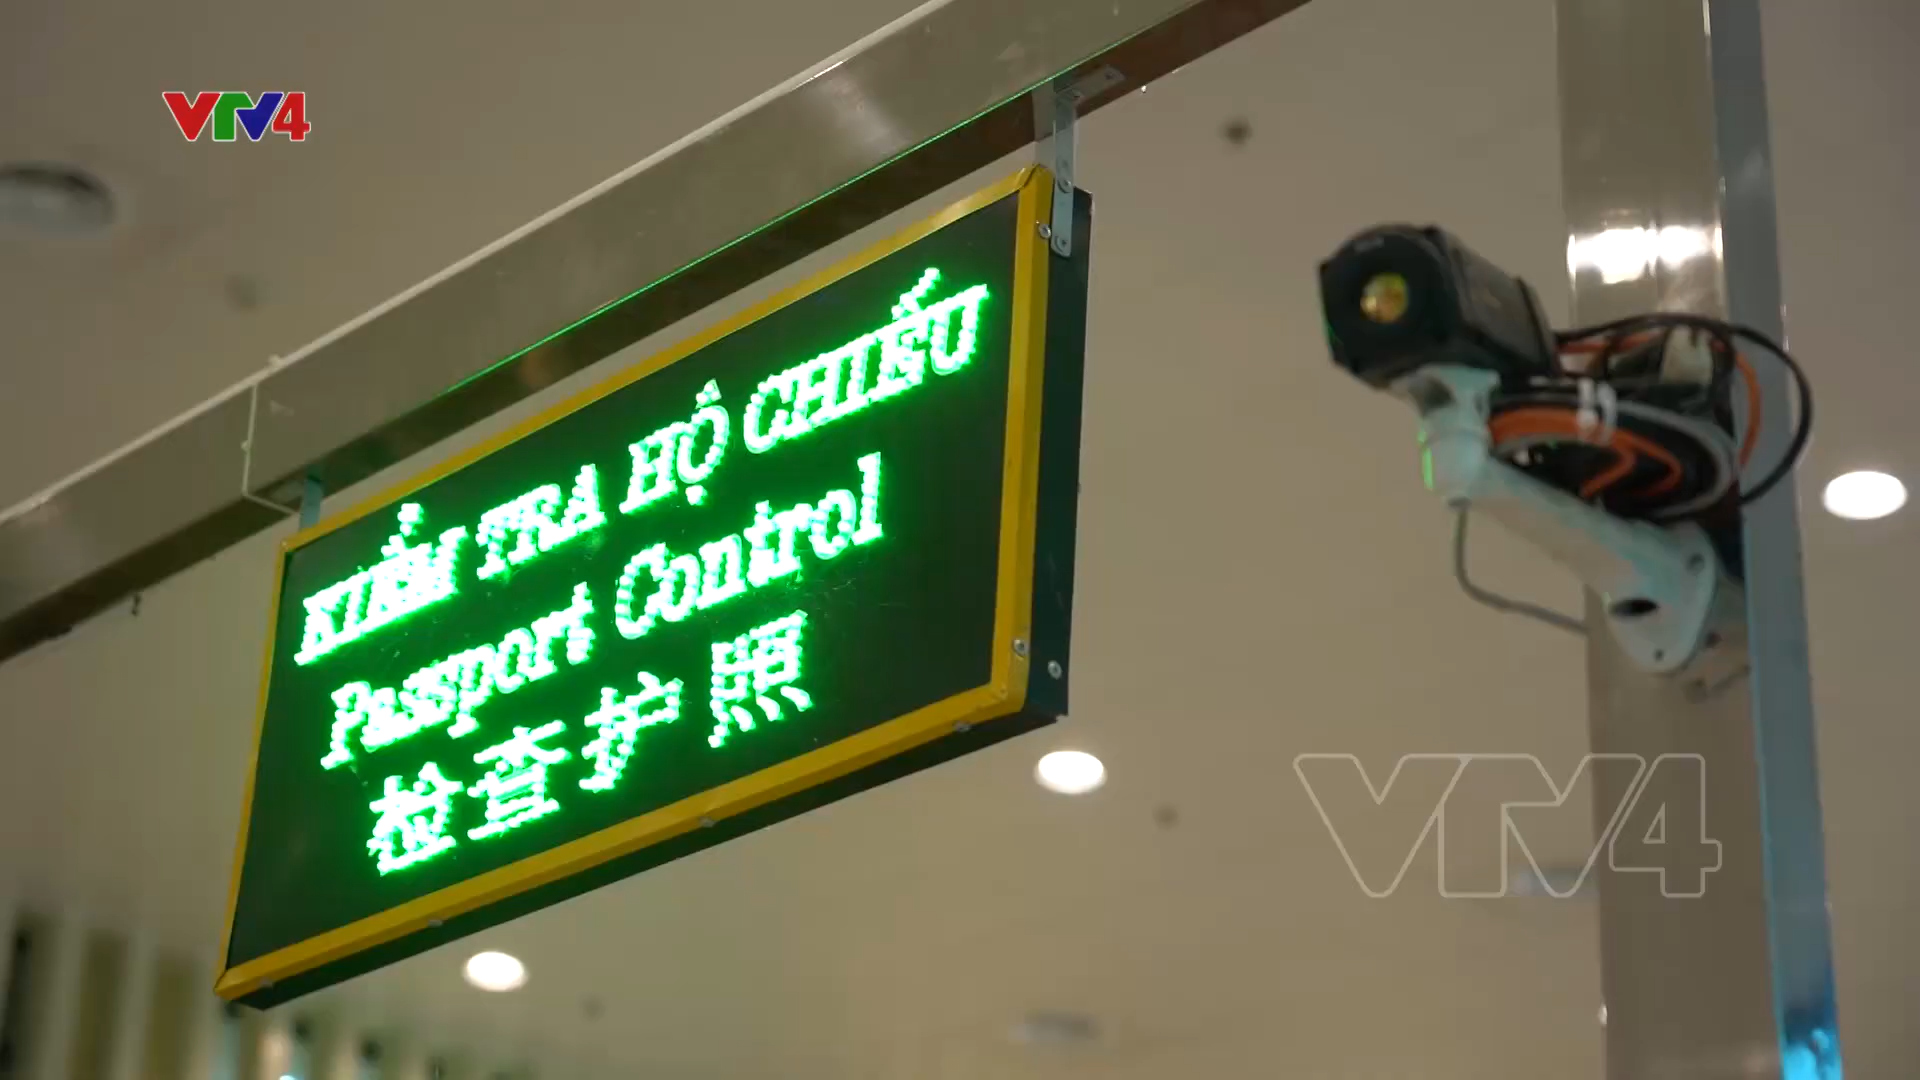 VTV4
KIỂM TRA HỘ CHIẾU
Passport Control
检查护照
VTV4